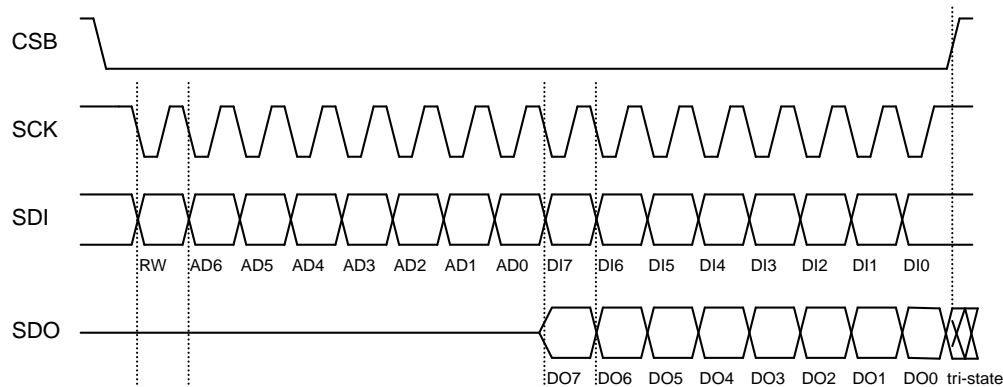 CSB
SCK
SDI
RW AD6 AD5 AD4 AD3 AD2 AD1 AD0 DI7 DI6 DI5 DI4 DI3 DI2 DI1 DI0
SDO
DO7 DO6 DO5 DO4 DO3 DO2 DO1 DO0 tri-state